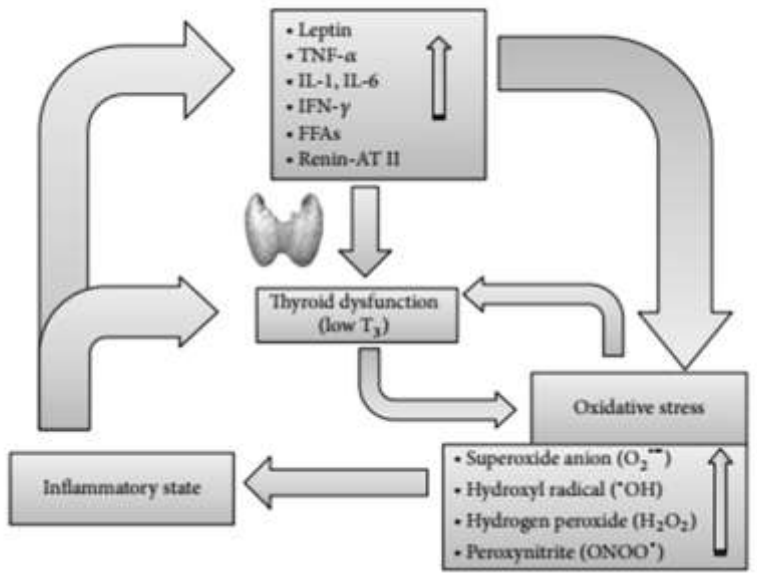 • Leptin
• TNF-α
• IL-1, IL-6
• IFN-γ
• FFAs
• Renin-AT II
Thyroid dysfunction
(low T₃)
Oxidative stress
• Superoxide anion (O₂•−)
• Hydroxyl radical (•OH)
• Hydrogen peroxide (H₂O₂)
• Peroxynitrite (ONOO•)
Inflammatory state